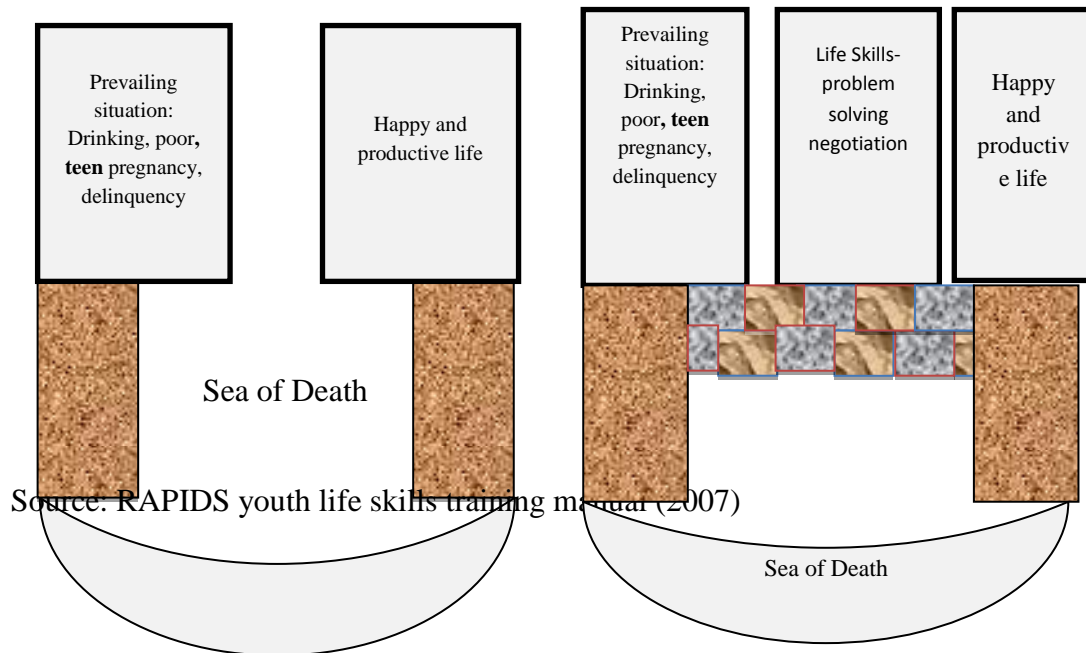 Prevailing
situation:
Drinking, poor, 
teen pregnancy,
delinquency
Happy and
productive life
Sea of Death
Prevailing
situation:
Drinking,
poor, teen
pregnancy,
delinquency
Life Skills-
problem
solving
negotiation
Happy
and
productiv
e life
Source: RAPIDS youth life skills training manual (2007)
Sea of Death